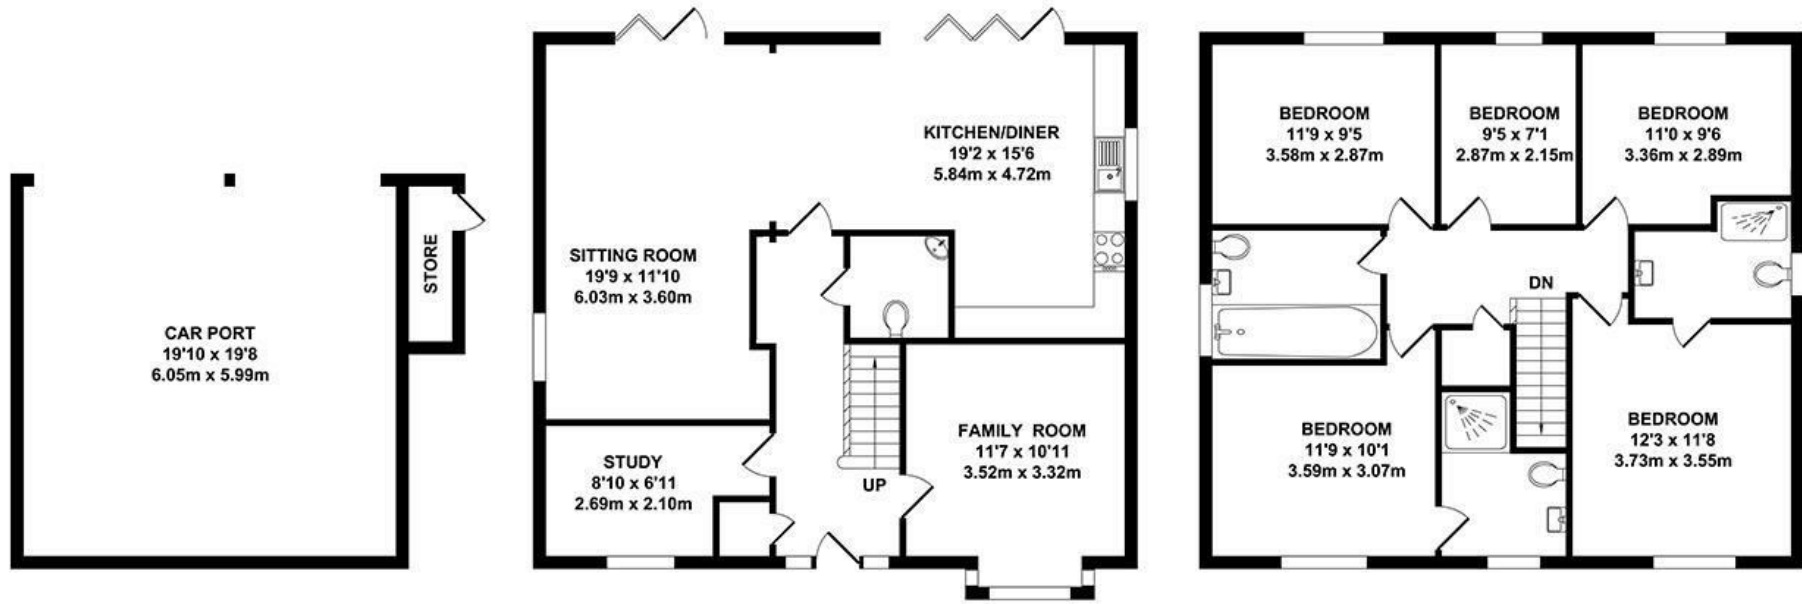 CAR PORT
19'10 x 19'8
6.05m x 5.99m
STORE
SITTING ROOM
19'9 x 11'10
6.03m x 3.60m
KITCHEN/DINER
19'2 x 15'6
5.84m x 4.72m
STUDY
8'10 x 6'11
2.69m x 2.10m
UP
FAMILY ROOM
11'7 x 10'11
3.52m x 3.32m
BEDROOM
11'9 x 9'5
3.58m x 2.87m
BEDROOM
9'5 x 7'1
2.87m x 2.15m
BEDROOM
11'0 x 9'6
3.36m x 2.89m
DN
BEDROOM
11'9 x 10'1
3.59m x 3.07m
BEDROOM
12'3 x 11'8
3.73m x 3.55m